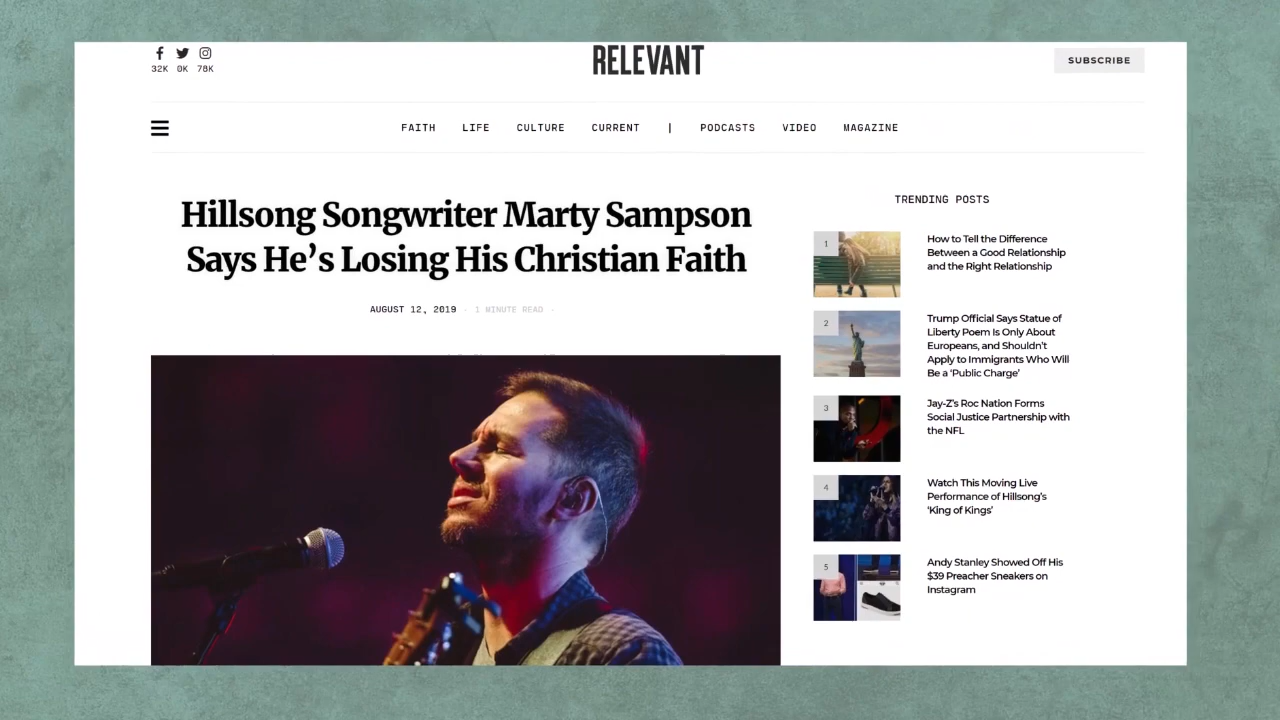 32K 0K 78K
RELEVANT
SUBSCRIBE
FAITH LIFE CULTURE CURRENT | PODCASTS VIDEO MAGAZINE
Hillsong Songwriter Marty Sampson
Says He’s Losing His Christian Faith
AUGUST 12, 2019 · 1 MINUTE READ ·
TRENDING POSTS
1
How to Tell the Difference
Between a Good Relationship
and the Right Relationship
2
Trump Official Says Statue of
Liberty Poem Is Only About
Europeans, and Shouldn’t
Apply to Immigrants Who Will
Be a ‘Public Charge’
3
Jay-Z’s Roc Nation Forms
Social Justice Partnership with
the NFL
4
Watch This Moving Live
Performance of Hillsong’s
‘King of Kings’
5
Andy Stanley Showed Off His
$39 Preacher Sneakers on
Instagram